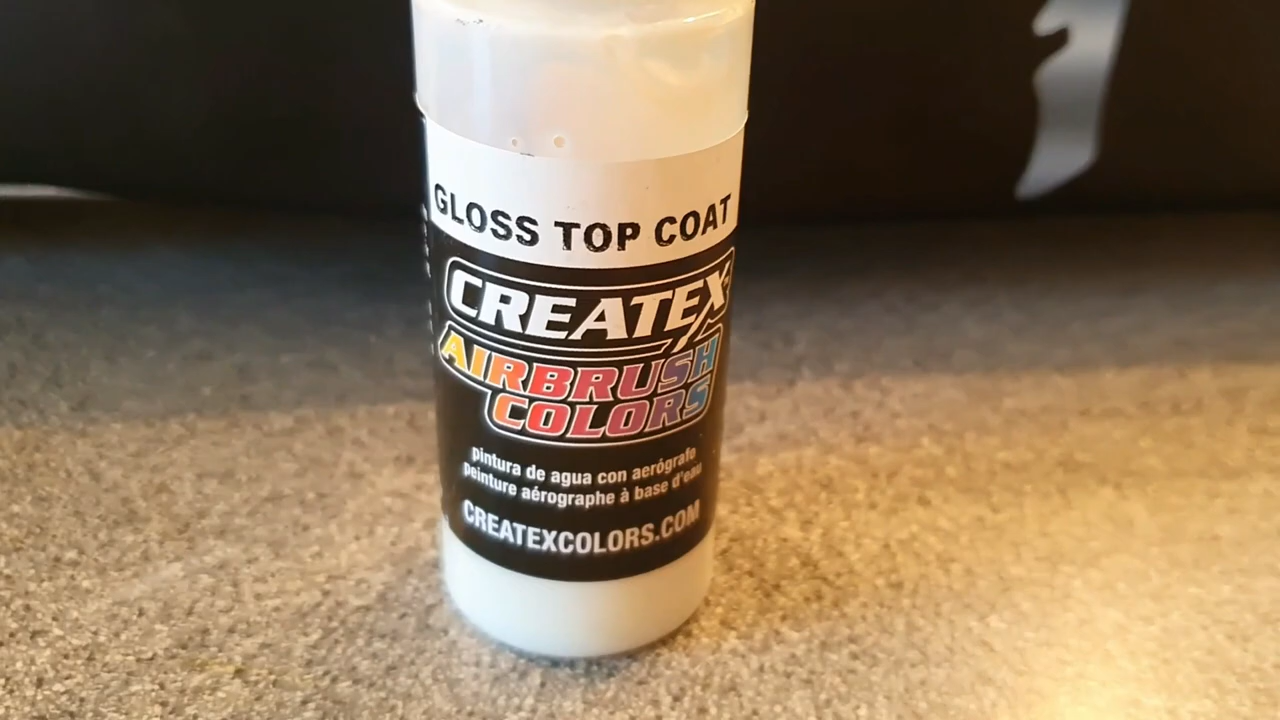 GLOSS TOP COAT
CREATEX
AIRBRUSH
COLORS
pintura de agua con aerógrafo
peinture aérographe à base d'eau
CREATEXCOLORS.COM